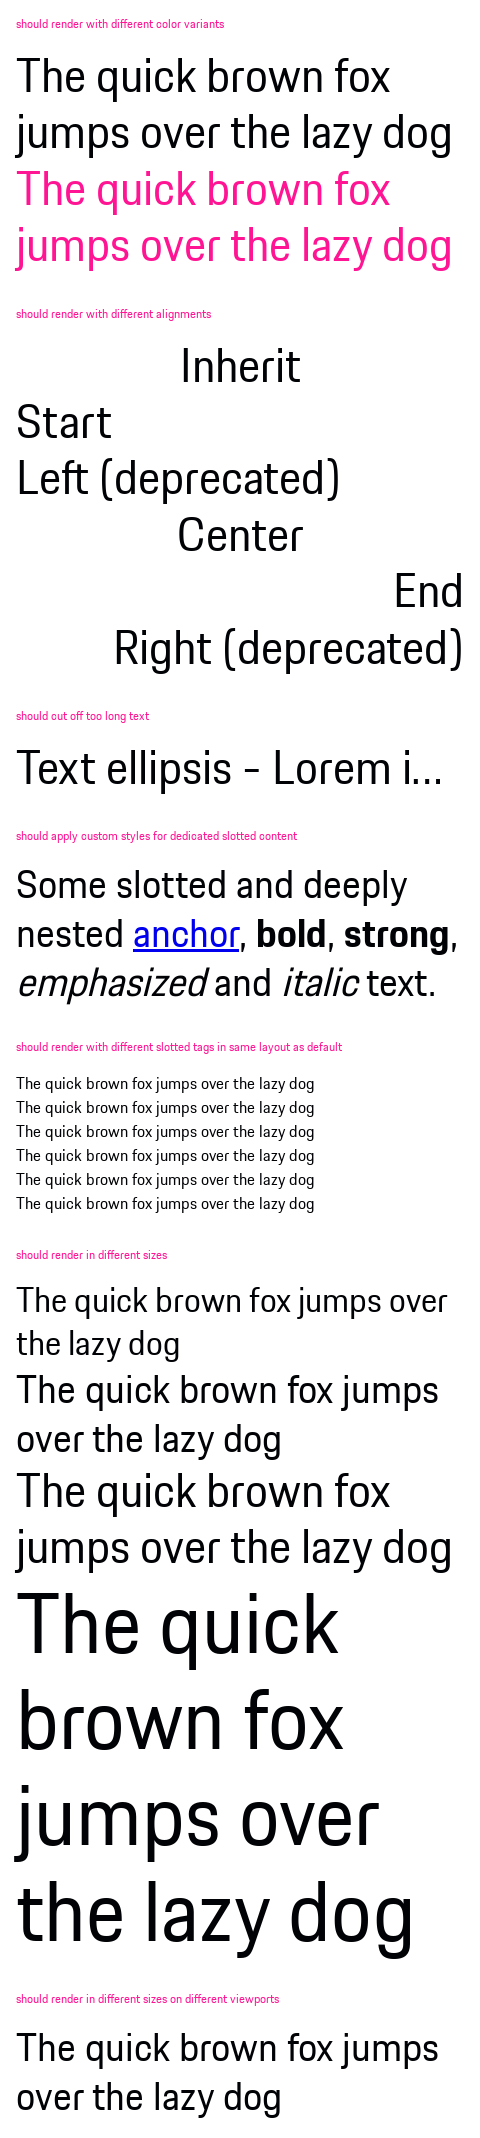 should render with different color variants
The quick brown fox
jumps over the lazy dog
The quick brown fox
jumps over the lazy dog
should render with different alignments
Inherit
Start
Left (deprecated)
Center
End
Right (deprecated)
should cut off too long text
Text ellipsis - Lorem i...
should apply custom styles for dedicated slotted content
Some slotted and deeply
nested anchor, bold, strong,
emphasized and italic text.
should render with different slotted tags in same layout as default
The quick brown fox jumps over the lazy dog
The quick brown fox jumps over the lazy dog
The quick brown fox jumps over the lazy dog
The quick brown fox jumps over the lazy dog
The quick brown fox jumps over the lazy dog
The quick brown fox jumps over the lazy dog
should render in different sizes
The quick brown fox jumps over
the lazy dog
The quick brown fox jumps
over the lazy dog
The quick brown fox
jumps over the lazy dog
The quick
brown fox
jumps over
the lazy dog
should render in different sizes on different viewports
The quick brown fox jumps
over the lazy dog